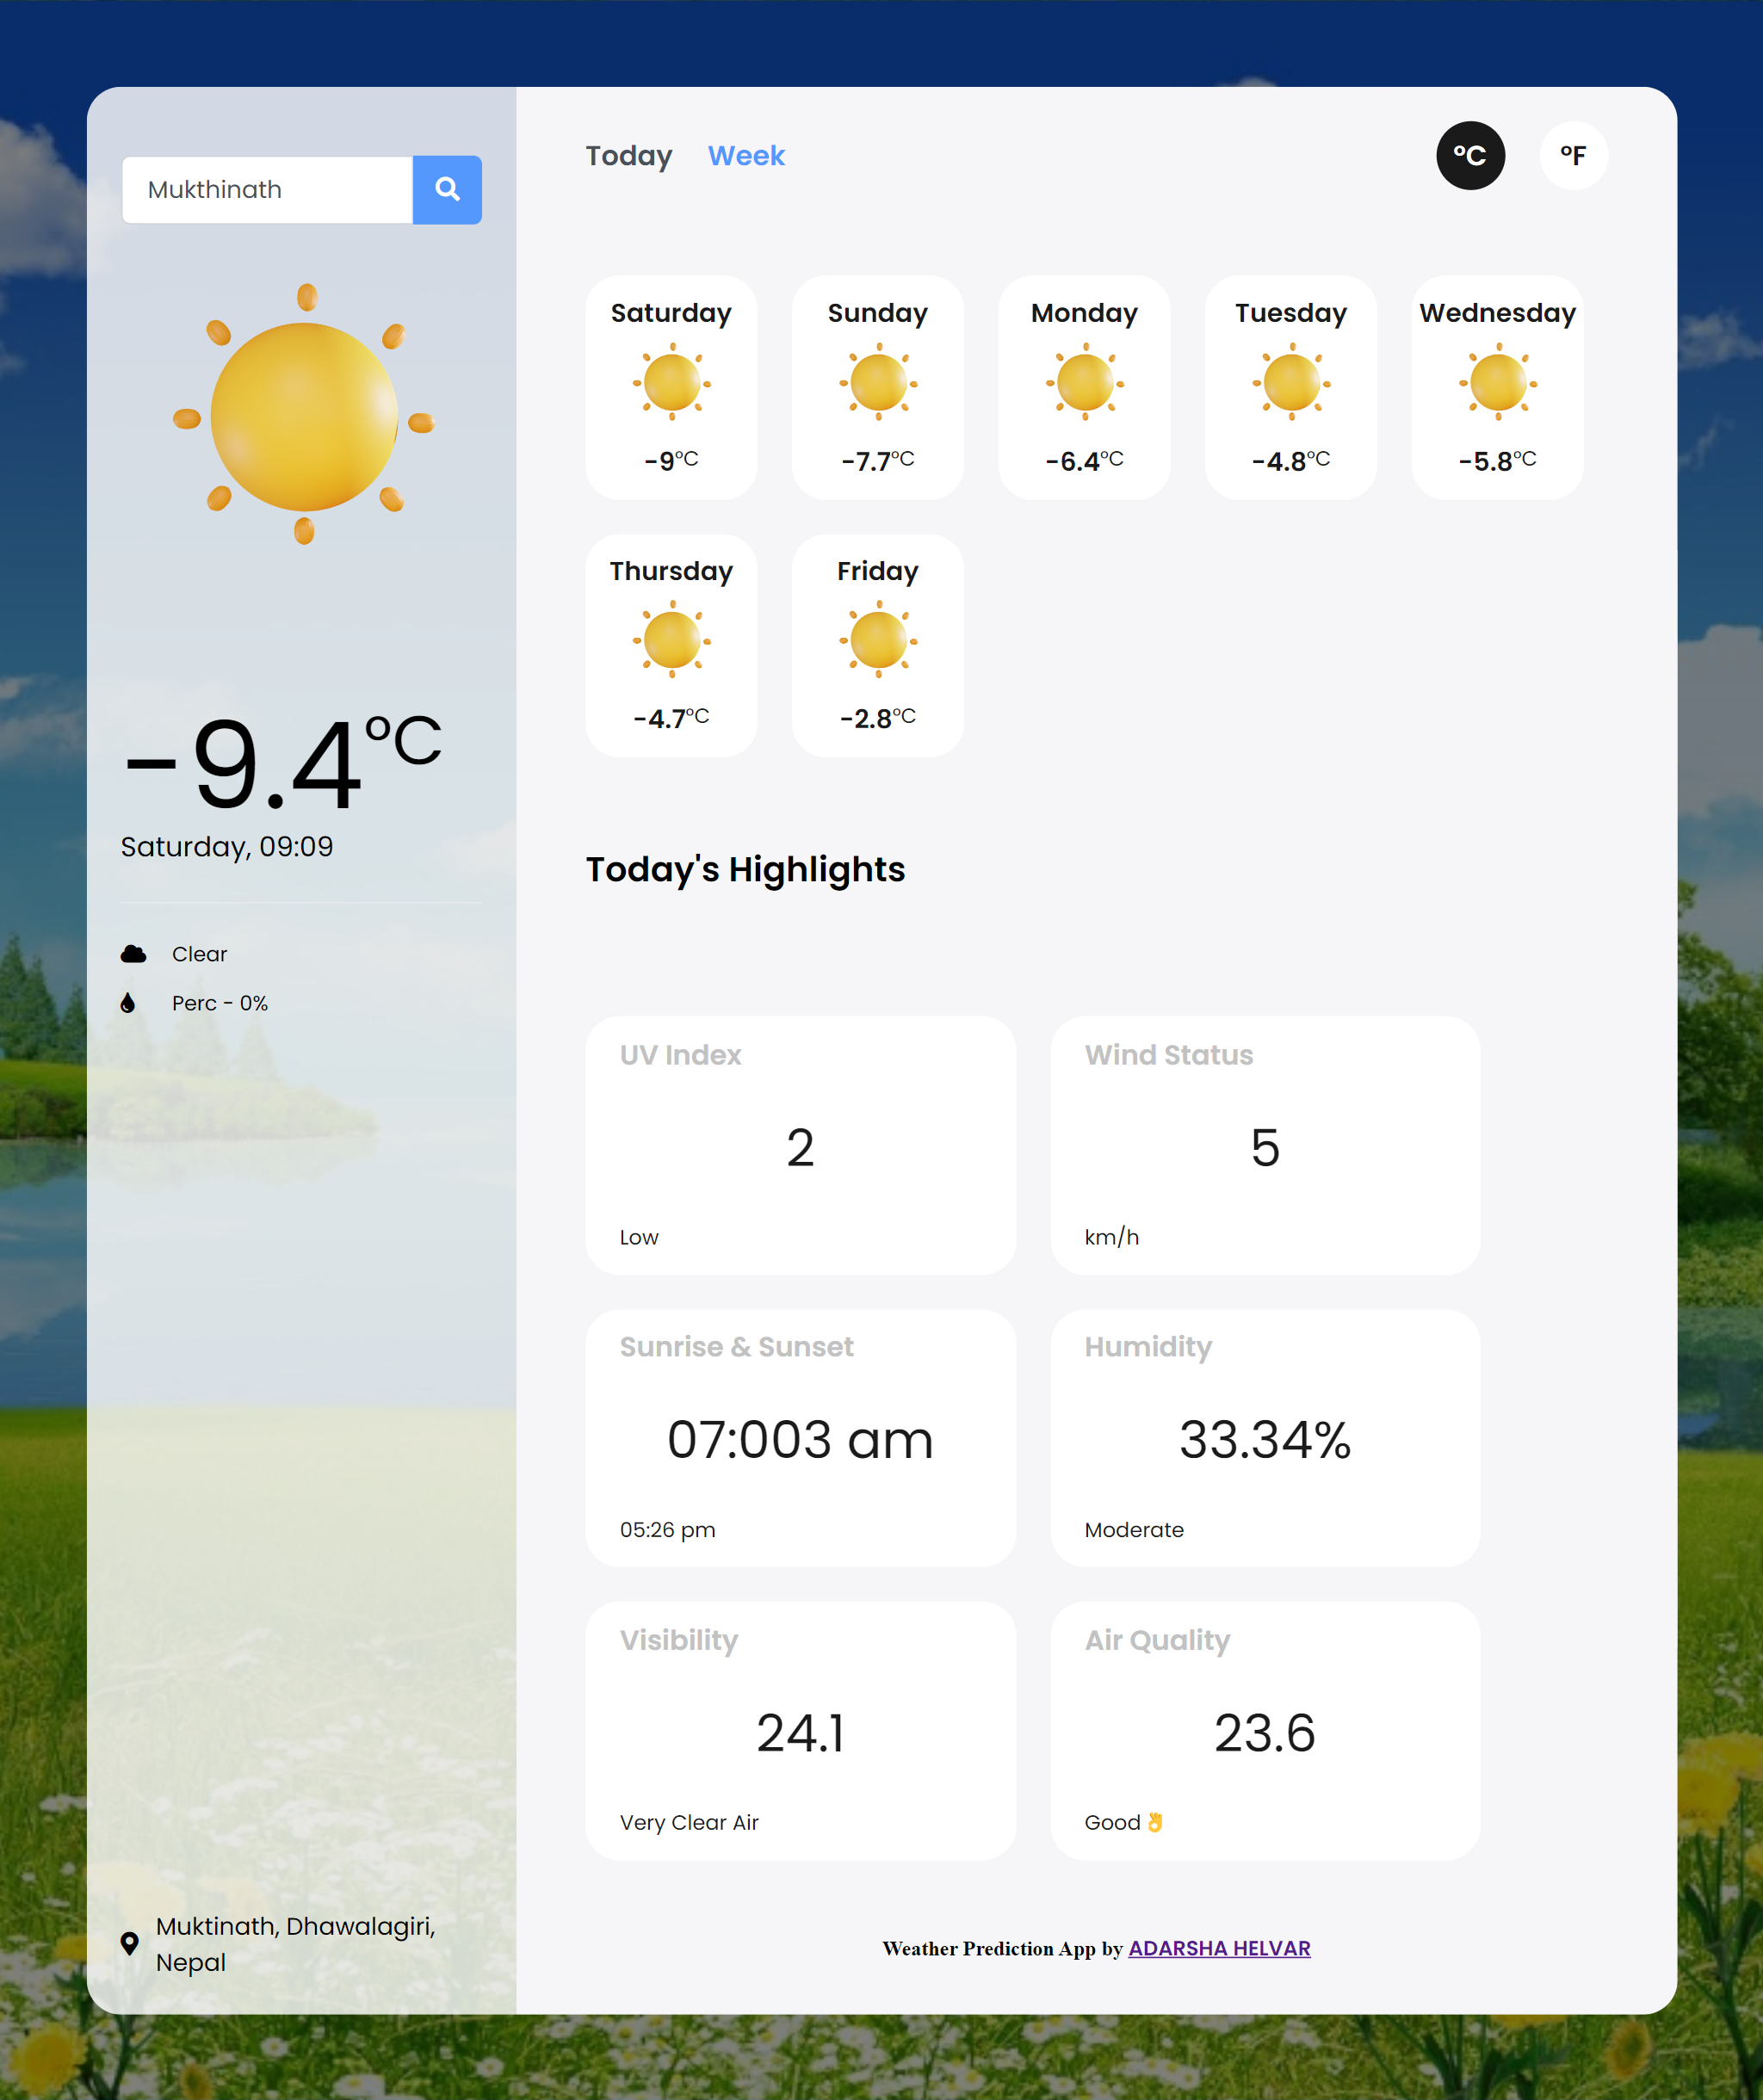 Mukthinath
-9.4°C
Saturday, 09:09
Clear
Perc - 0%
Muktinath, Dhawalagiri,
Nepal
Today Week
°C °F
Saturday Sunday Monday Tuesday Wednesday
-9°C -7.7°C -6.4°C -4.8°C -5.8°C
Thursday Friday
-4.7°C -2.8°C
Today's Highlights
UV Index
2
Low
Wind Status
5
km/h
Sunrise & Sunset
07:003 am
05:26 pm
Humidity
33.34%
Moderate
Visibility
24.1
Very Clear Air
Air Quality
23.6
Good👌
Weather Prediction App by ADARSHA HELVAR